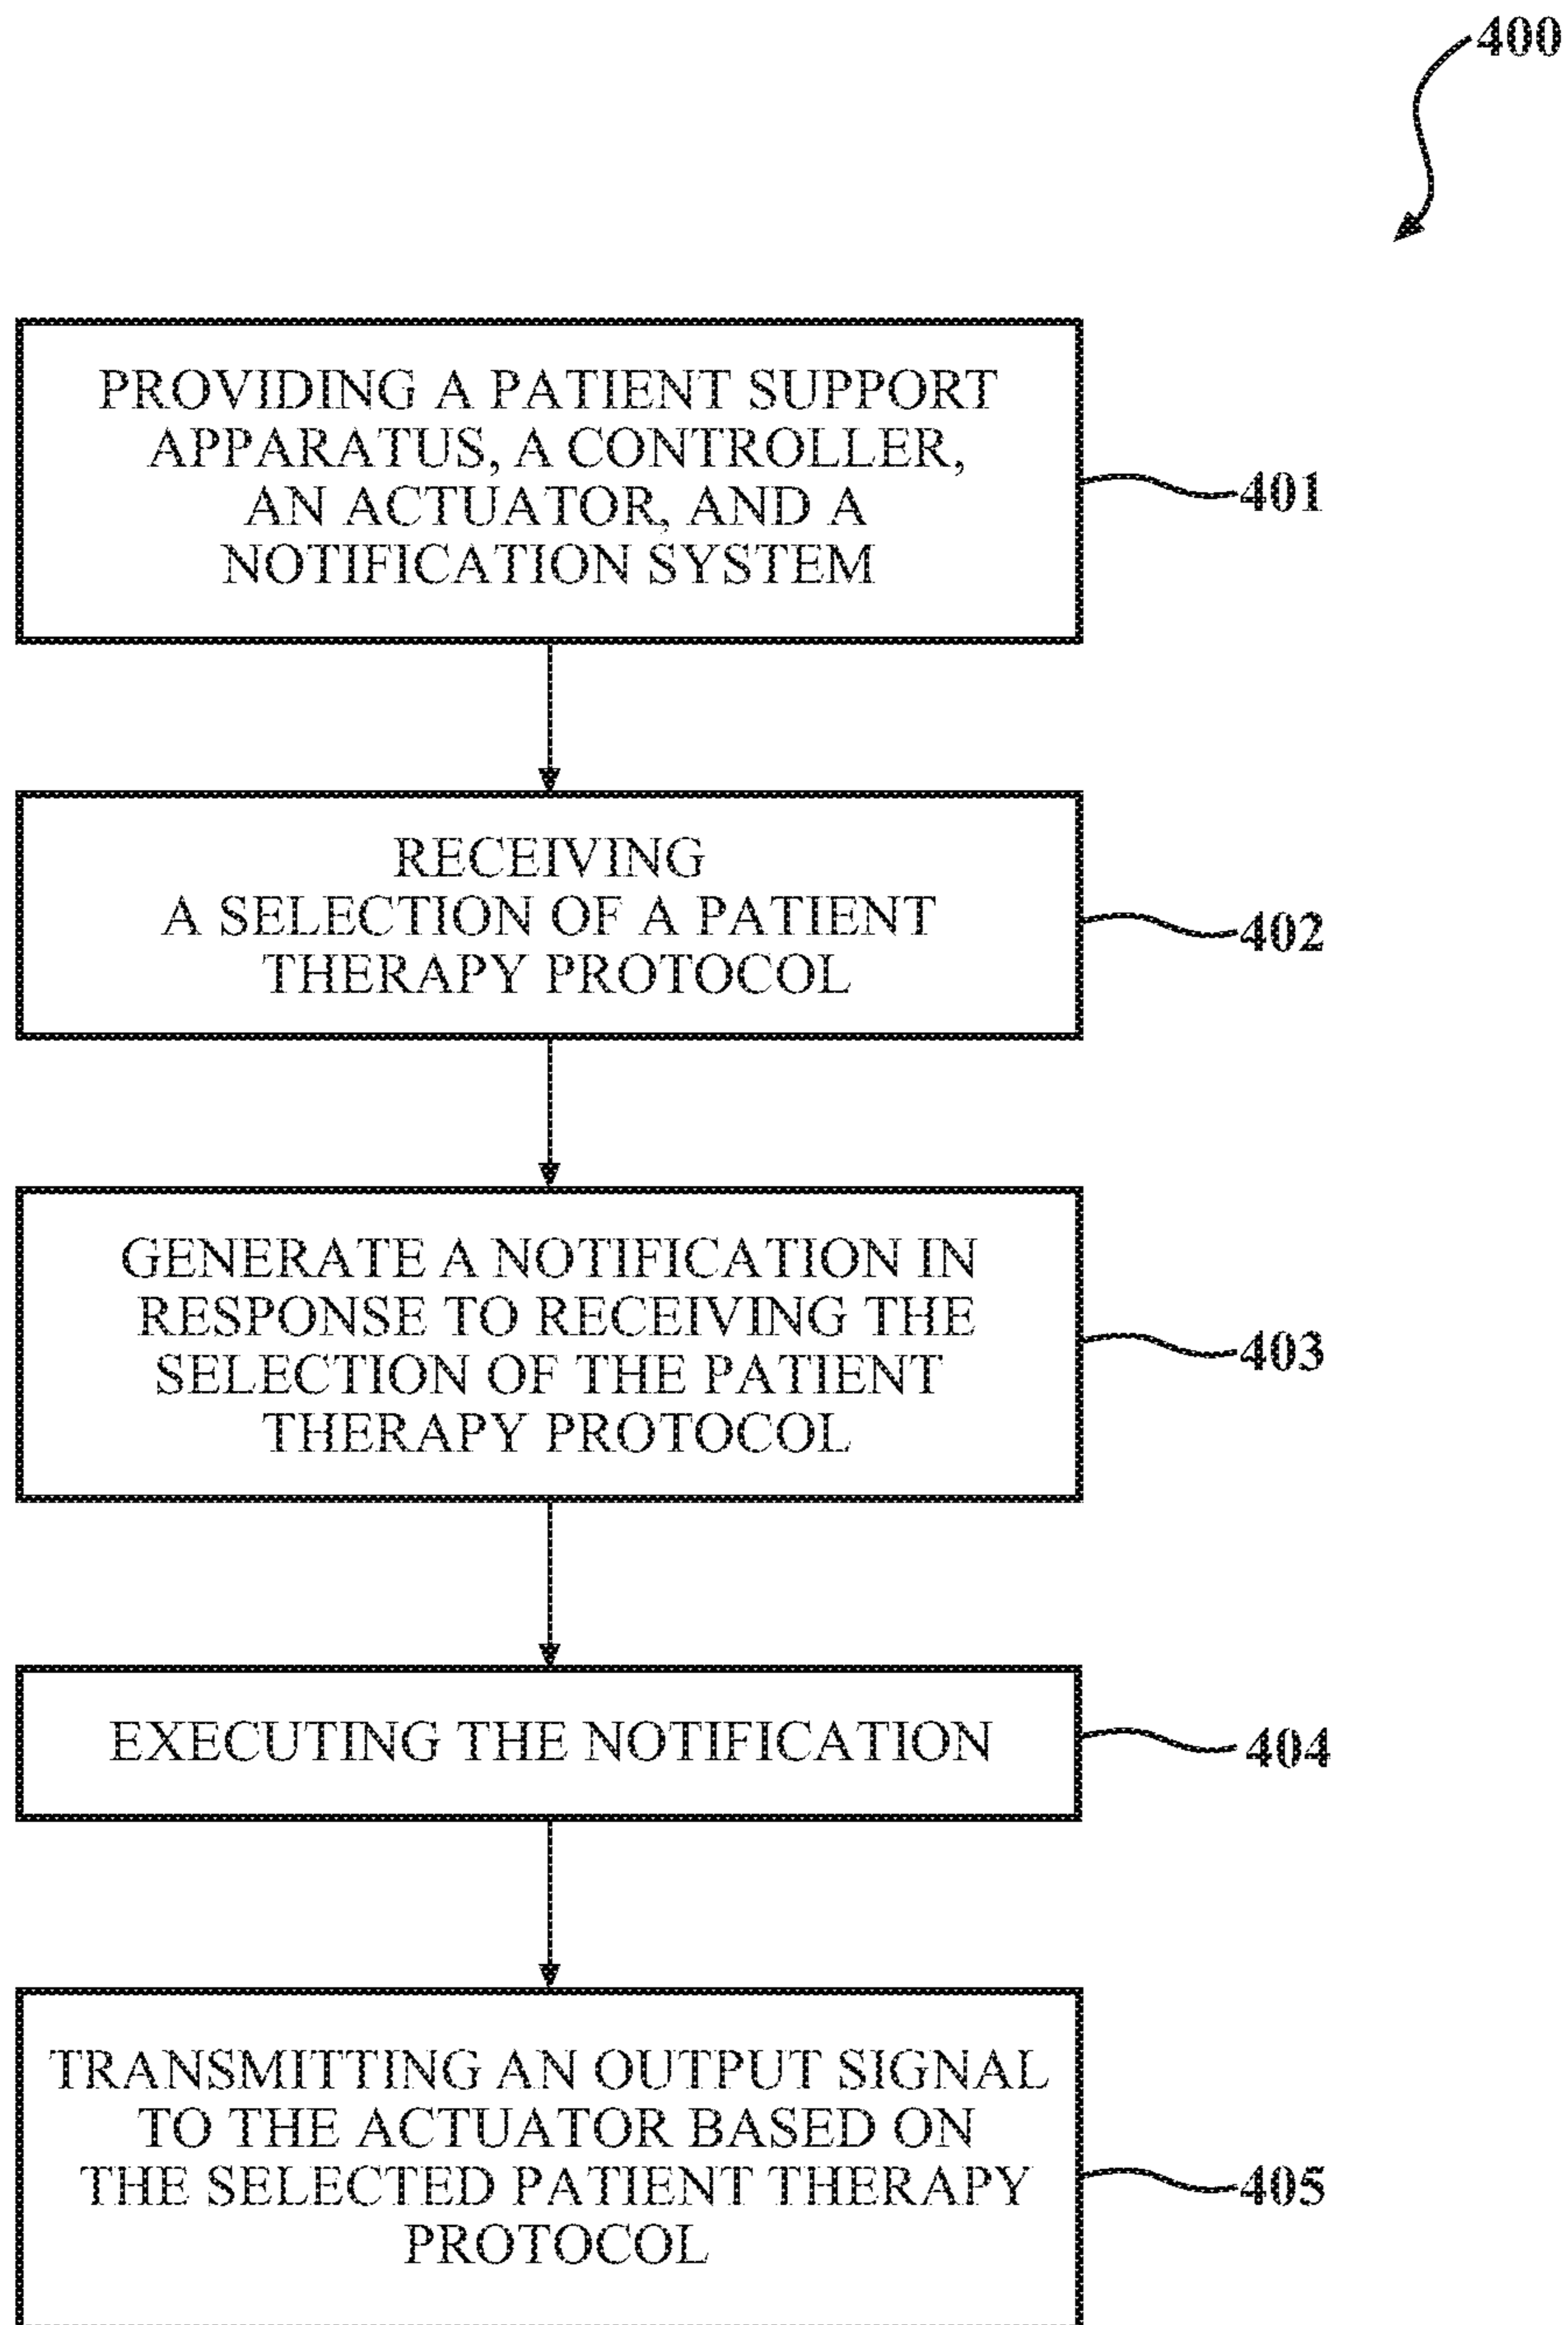 400
PROVIDING A PATIENT SUPPORT
APPARATUS, A CONTROLLER,
AN ACTUATOR, AND A
NOTIFICATION SYSTEM
401
RECEIVING
A SELECTION OF A PATIENT
THERAPY PROTOCOL
402
GENERATE A NOTIFICATION IN
RESPONSE TO RECEIVING THE
SELECTION OF THE PATIENT
THERAPY PROTOCOL
403
EXECUTING THE NOTIFICATION
404
TRANSMITTING AN OUTPUT SIGNAL
TO THE ACTUATOR BASED ON
THE SELECTED PATIENT THERAPY
PROTOCOL
405